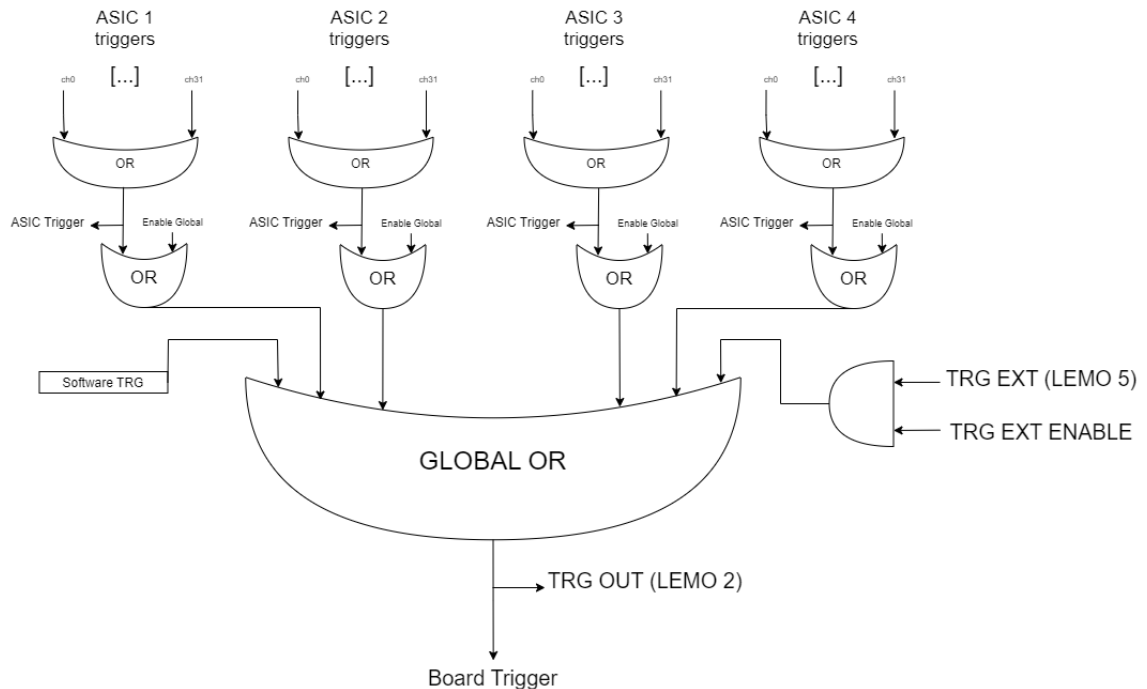 ASIC 1
triggers
ASIC 2
triggers
ASIC 3
triggers
ASIC 4
triggers
ch0
[...]
ch31
ch0
[...]
ch31
ch0
[...]
ch31
ch0
[...]
ch31
OR
OR
OR
OR
ASIC Trigger
Enable Global
ASIC Trigger
Enable Global
ASIC Trigger
Enable Global
ASIC Trigger
Enable Global
OR
OR
OR
OR
Software TRG
TRG EXT (LEMO 5)
TRG EXT ENABLE
GLOBAL OR
TRG OUT (LEMO 2)
Board Trigger